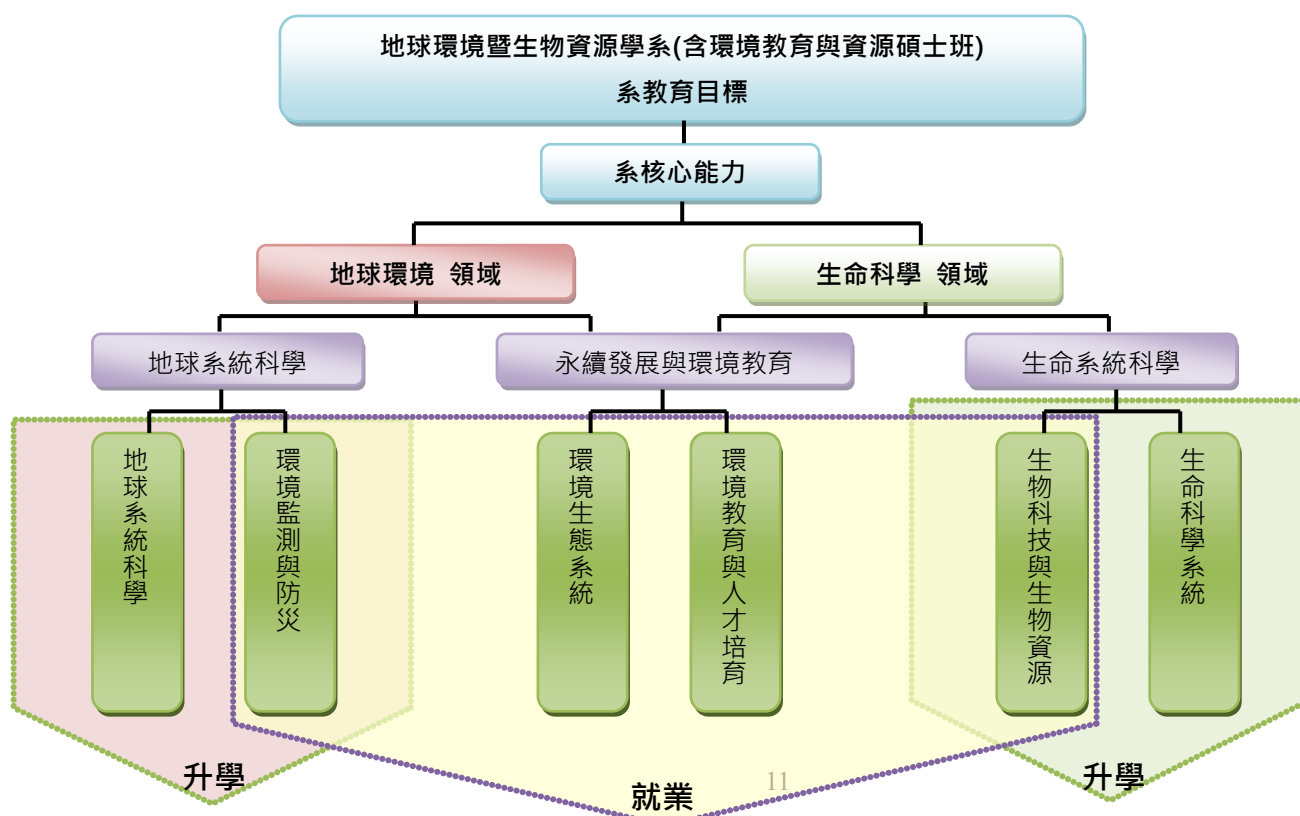 地球環境暨生物資源學系(含環境教育與資源碩士班)
系教育目標
系核心能力
地球環境 領域
生命科學 領域
地球系統科學
永續發展與環境教育
生命系統科學
地球系統科學
環境監測與防災
環境生態系統
環境教育與人才培育
生物科技與生物資源
生命科學系統
升學
就業
11
升學